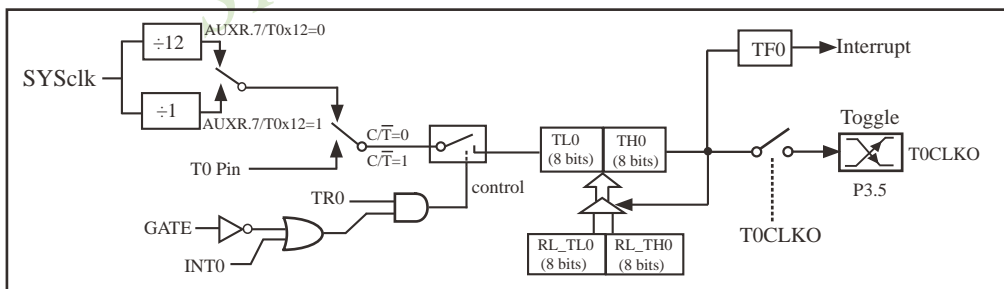 AUXR.7/T0x12=0
÷12
SYSclk
÷1
AUXR.7/T0x12=1
T0 Pin
C/T̅=0
C/T̅=1
control
TR0
GATE
INT0
TL0
(8 bits)
TH0
(8 bits)
RL_TL0
(8 bits)
RL_TH0
(8 bits)
TF0
Interrupt
Toggle
T0CLKO
P3.5
T0CLKO